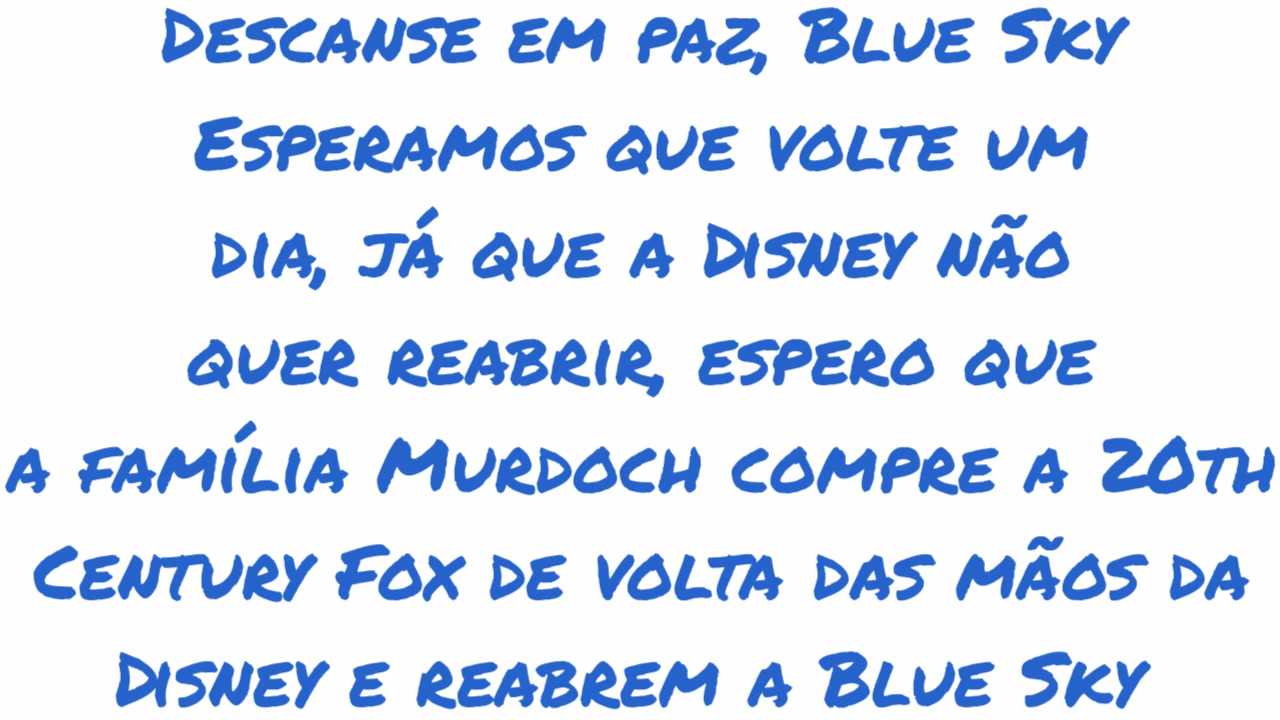 Descanse em paz, Blue Sky
Esperamos que volte um
dia, já que a Disney não
quer reabrir, espero que
a família Murdoch compre a 20th
Century Fox de volta das mãos da
Disney e reabrem a Blue Sky